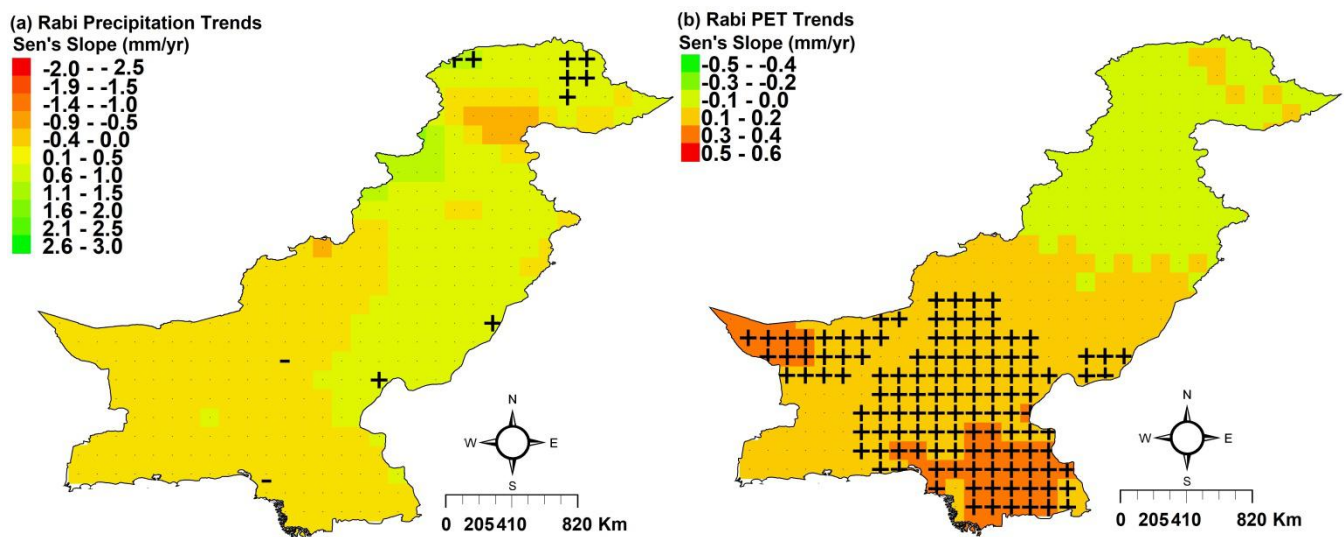 (a) Rabi Precipitation Trends
Sen's Slope (mm/yr)
-2.0 - -2.5
-1.9 - -1.5
-1.4 - -1.0
-0.9 - -0.5
-0.4 - 0.0
0.1 - 0.5
0.6 - 1.0
1.1 - 1.5
1.6 - 2.0
2.1 - 2.5
2.6 - 3.0
N
W
E
S
0 205 410 820 Km
(b) Rabi PET Trends
Sen's Slope (mm/yr)
-0.5 - -0.4
-0.3 - -0.2
-0.1 - 0.0
0.1 - 0.2
0.3 - 0.4
0.5 - 0.6
N
W
E
S
0 205 410 820 Km